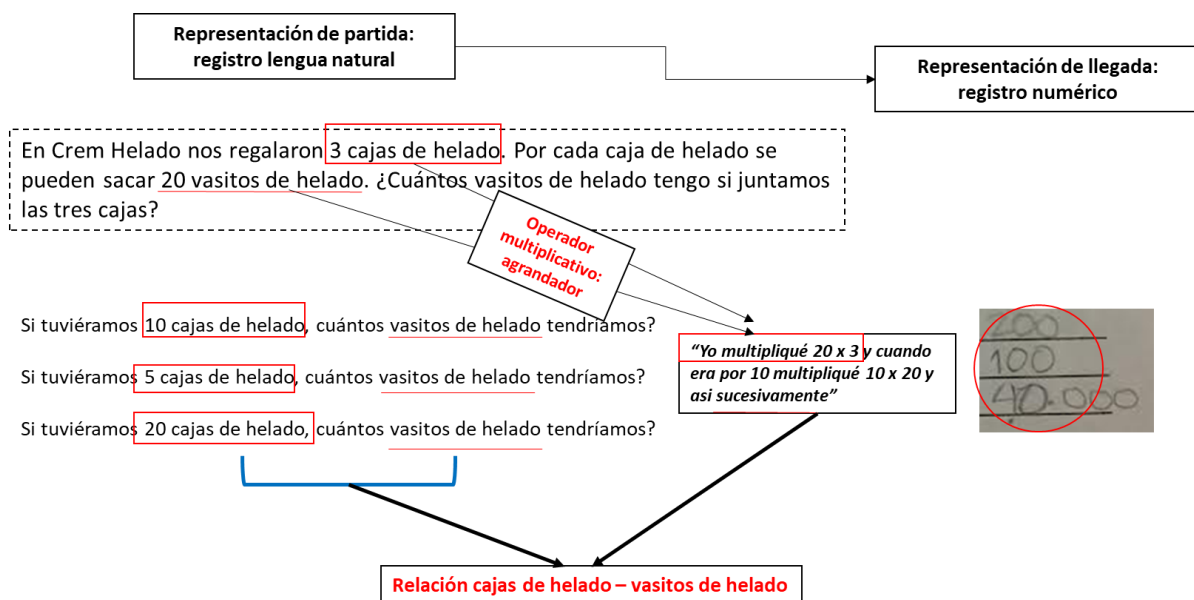 Representación de partida:
registro lengua natural
Representación de llegada:
registro numérico
En Crem Helado nos regalaron 3 cajas de helado. Por cada caja de helado se
pueden sacar 20 vasitos de helado. ¿Cuántos vasitos de helado tengo si juntamos
las tres cajas?
Operador
multiplicativo:
agrandador
Si tuviéramos 10 cajas de helado, cuántos vasitos de helado tendríamos?
Si tuviéramos 5 cajas de helado, cuántos vasitos de helado tendríamos?
Si tuviéramos 20 cajas de helado, cuántos vasitos de helado tendríamos?
“Yo multipliqué 20 x 3 y cuando
era por 10 multipliqué 10 x 20 y
asi sucesivamente”
200
100
40.000
Relación cajas de helado – vasitos de helado